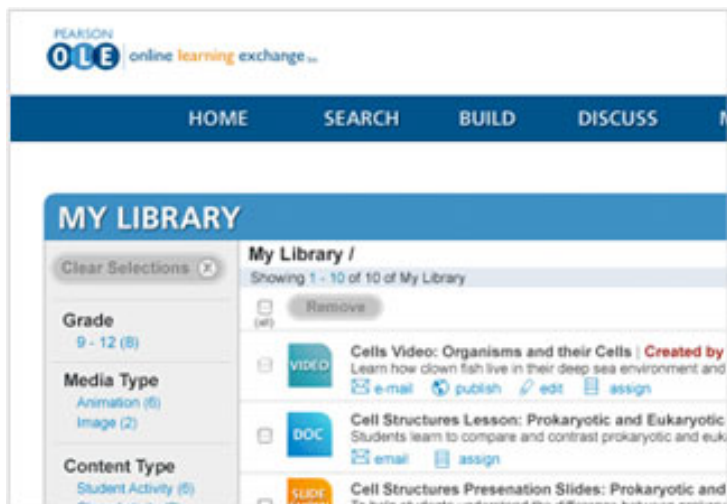 PEARSON
OLE online learning exchange
HOME SEARCH BUILD DISCUSS
MY LIBRARY
Clear Selections
My Library /
Showing 1 - 10 of 10 of My Library
(all) Remove
Grade
9 - 12 (8)
VIDEO
Cells Video: Organisms and their Cells | Created by
Learn how clown fish live in their deep sea environment and
e-mail publish edit assign
Media Type
Animation (6)
Image (2)
DOC
Cell Structures Lesson: Prokaryotic and Eukaryotic
Students learn to compare and contrast prokaryotic and euk
email assign
Content Type
Student Activity (6)
SLIDE
Cell Structures Presenation Slides: Prokaryotic and